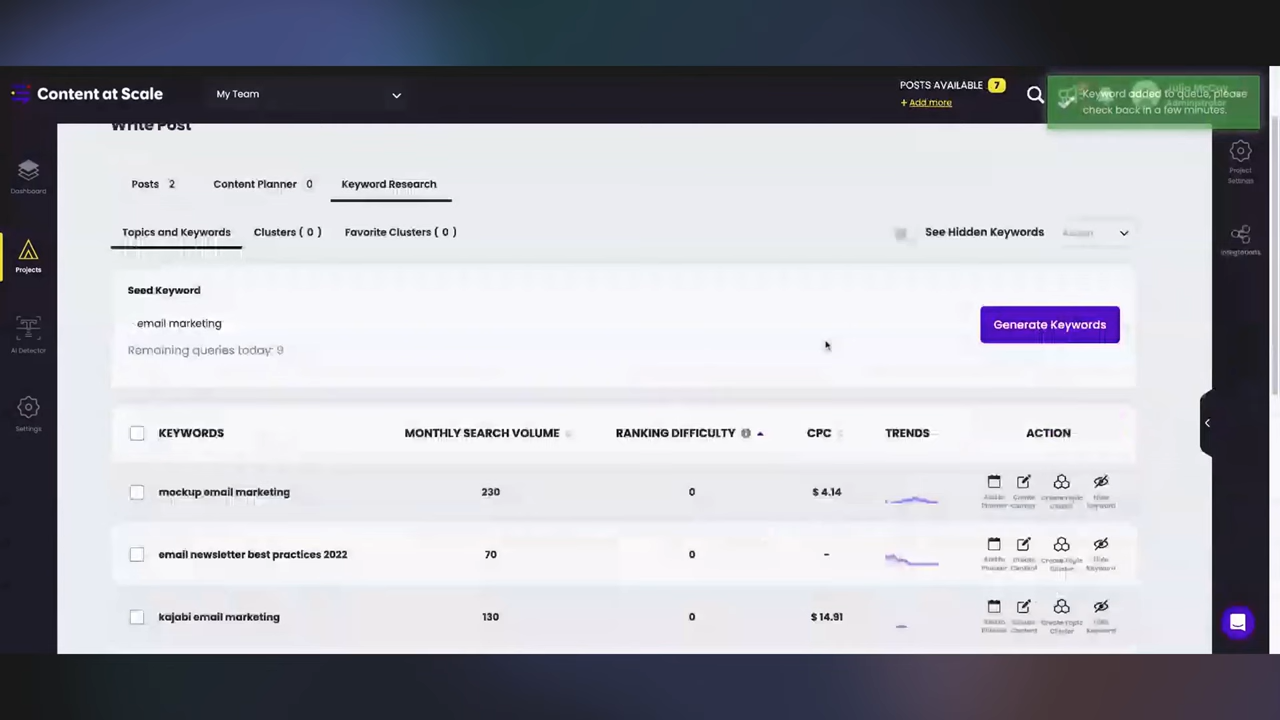 Content at Scale
My Team
POSTS AVAILABLE 7
+ Add more
Keyword added to queue, please
check back in a few minutes.
Administrator
Write Post
Dashboard
Projects
AI Detector
Settings
Project
Settings
Integrations
Posts 2
Content Planner 0
Keyword Research
Topics and Keywords
Clusters ( 0 )
Favorite Clusters ( 0 )
See Hidden Keywords
Seed Keyword
email marketing
Generate Keywords
Remaining queries today: 9
KEYWORDS MONTHLY SEARCH VOLUME RANKING DIFFICULTY CPC TRENDS ACTION
mockup email marketing 230 0 $ 4.14
email newsletter best practices 2022 70 0 -
kajabi email marketing 130 0 $ 14.91